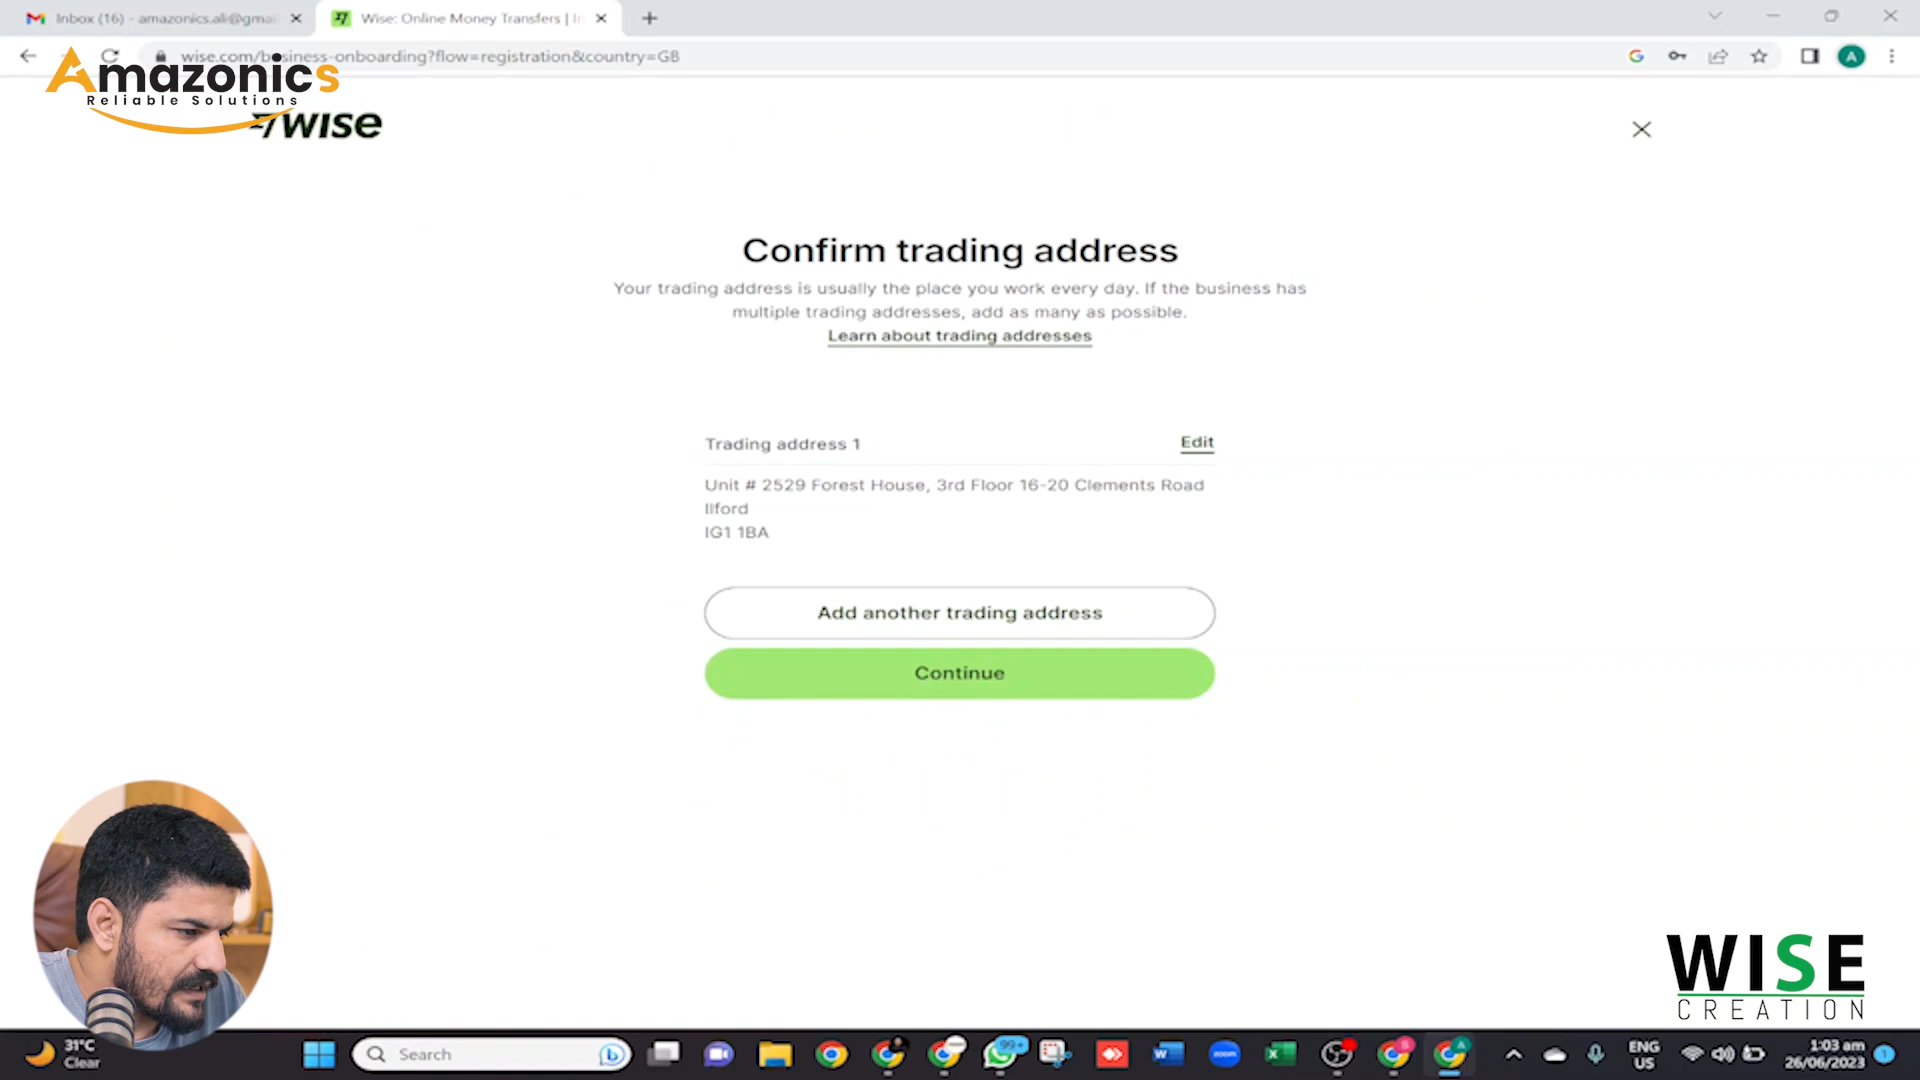 Inbox (16) - amazonics.ali@gmai
Wise: Online Money Transfers | In
wise.com/business-onboarding?flow=registration&country=GB
Amazonics
Reliable Solutions
WISE
Confirm trading address
Your trading address is usually the place you work every day. If the business has
multiple trading addresses, add as many as possible.
Learn about trading addresses
Trading address 1
Edit
Unit # 2529 Forest House, 3rd Floor 16-20 Clements Road
Ilford
IG1 1BA
Add another trading address
Continue
WISE
CREATION
31°C
Clear
Search
99+
ENG
US
1:03 am
26/06/2023